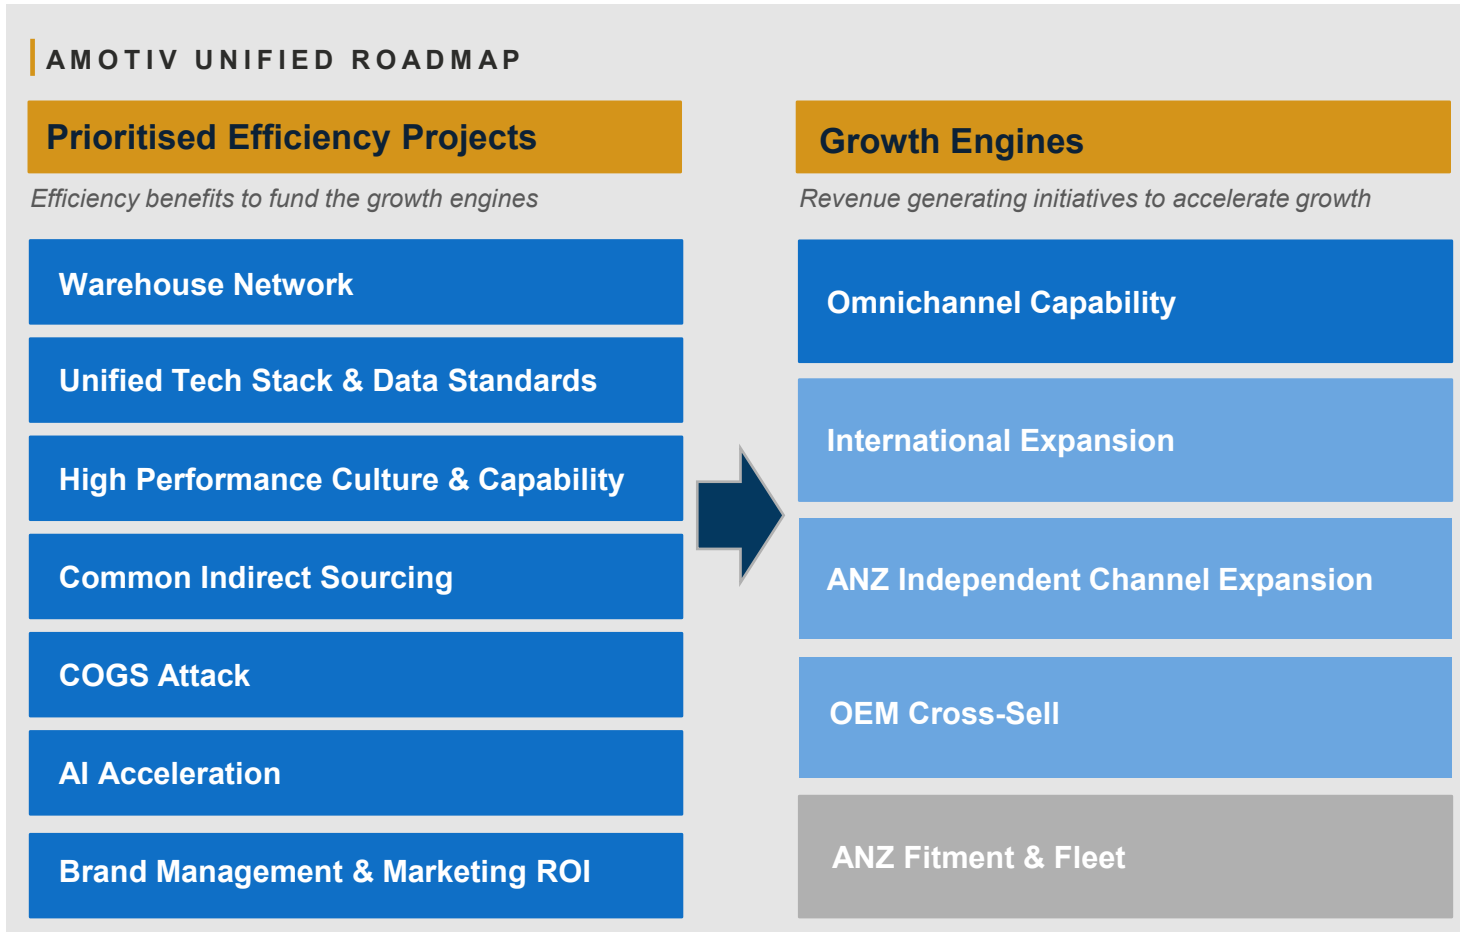 AMOTIV UNIFIED ROADMAP
Prioritised Efficiency Projects
Efficiency benefits to fund the growth engines
Warehouse Network
Unified Tech Stack & Data Standards
High Performance Culture & Capability
Common Indirect Sourcing
COGS Attack
AI Acceleration
Brand Management & Marketing ROI
Growth Engines
Revenue generating initiatives to accelerate growth
Omnichannel Capability
International Expansion
ANZ Independent Channel Expansion
OEM Cross-Sell
ANZ Fitment & Fleet